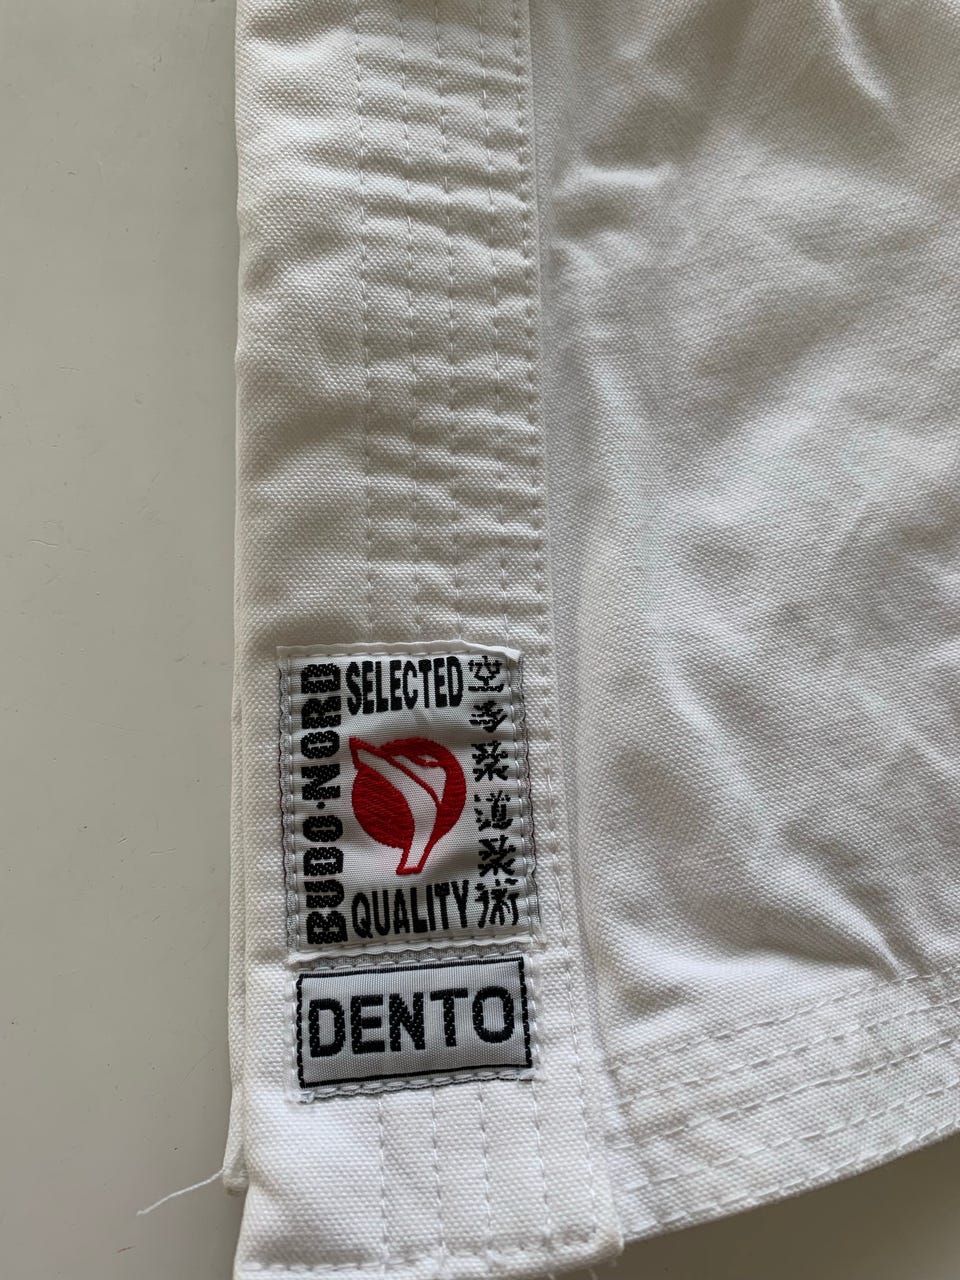 BUDO·NORD
SELECTED
空手柔道柔術
QUALITY
DENTO